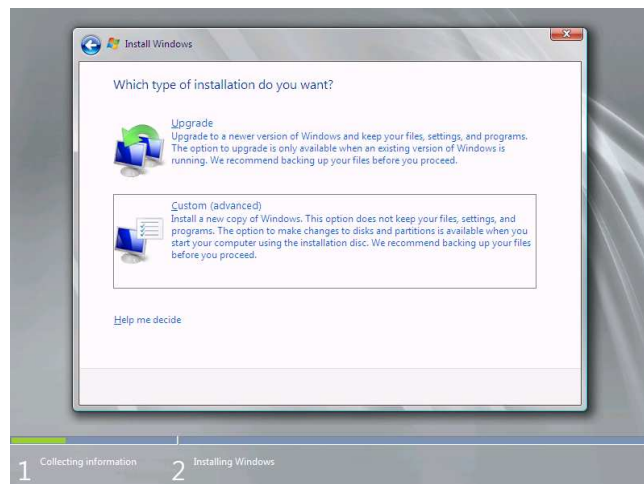 Install Windows
Which type of installation do you want?
Upgrade
Upgrade to a newer version of Windows and keep your files, settings, and programs.
The option to upgrade is only available when an existing version of Windows is
running. We recommend backing up your files before you proceed.
Custom (advanced)
Install a new copy of Windows. This option does not keep your files, settings, and
programs. The option to make changes to disks and partitions is available when you
start your computer using the installation disc. We recommend backing up your files
before you proceed.
Help me decide
1 Collecting information 2 Installing Windows